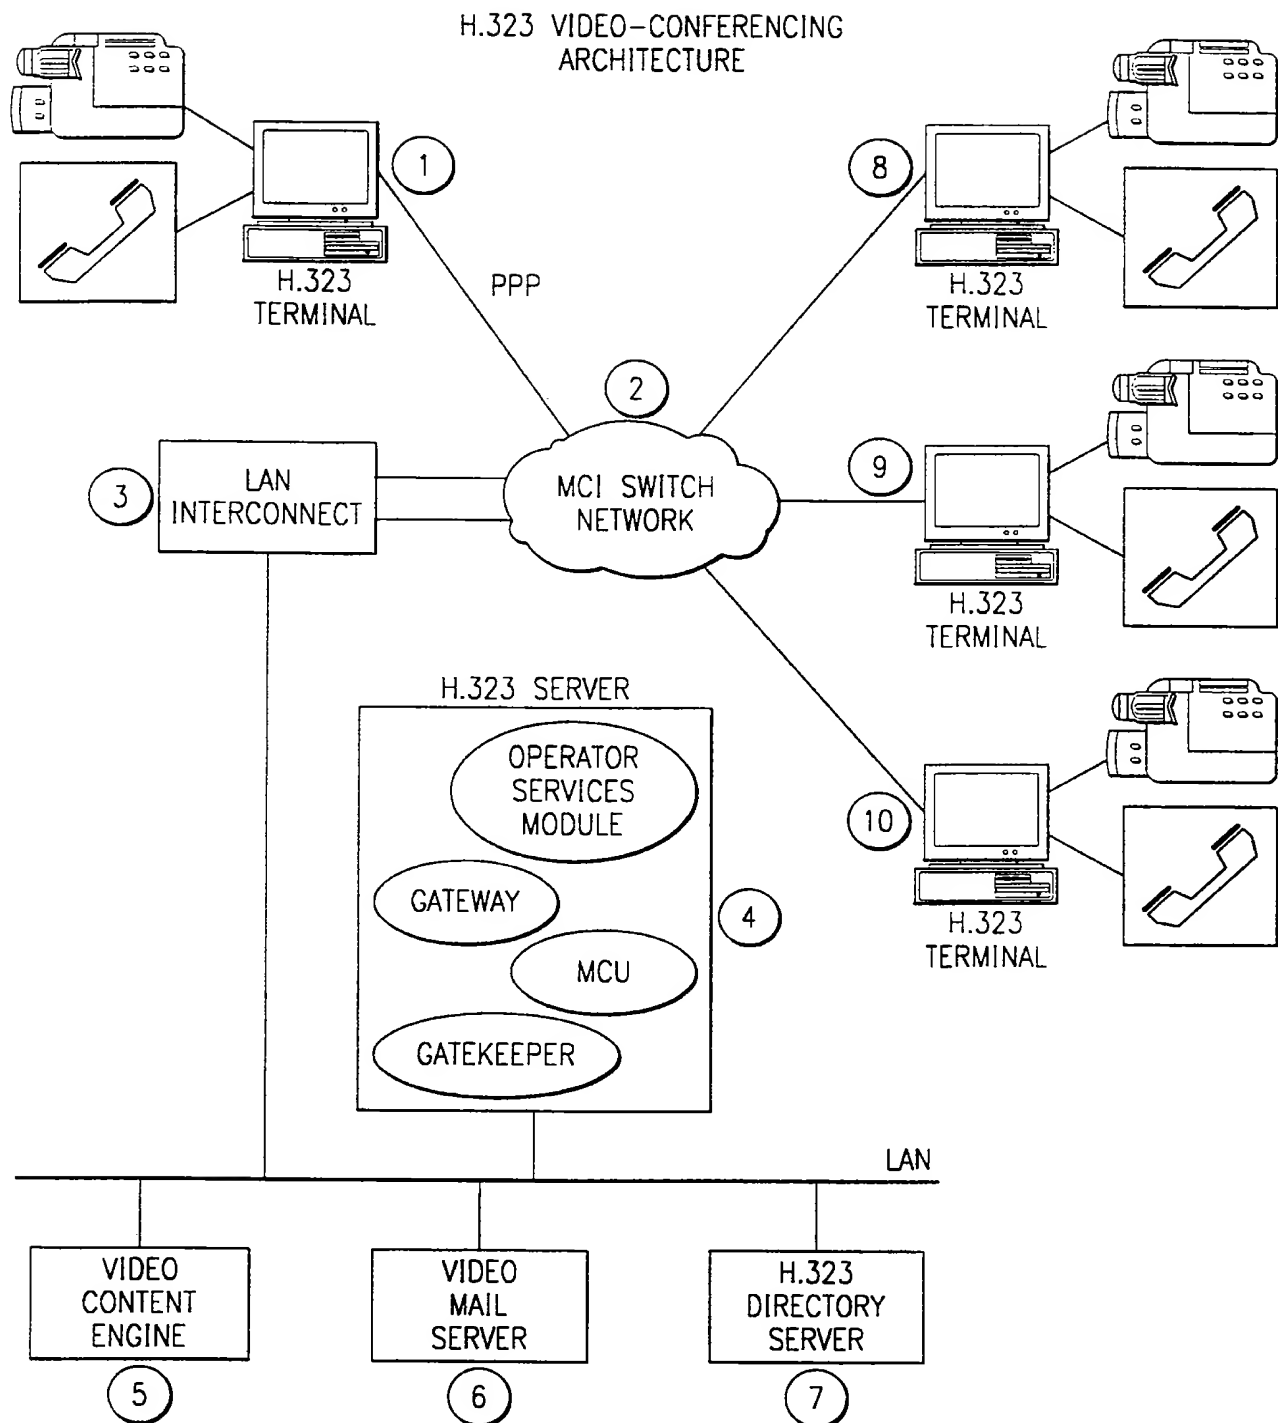 H.323 VIDEO-CONFERENCING
ARCHITECTURE
1
H.323
TERMINAL
PPP
8
H.323
TERMINAL
2
MCI SWITCH
NETWORK
3
LAN
INTERCONNECT
9
H.323
TERMINAL
H.323 SERVER
OPERATOR
SERVICES
MODULE
GATEWAY
MCU
GATEKEEPER
4
10
H.323
TERMINAL
LAN
VIDEO
CONTENT
ENGINE
5
VIDEO
MAIL
SERVER
6
H.323
DIRECTORY
SERVER
7